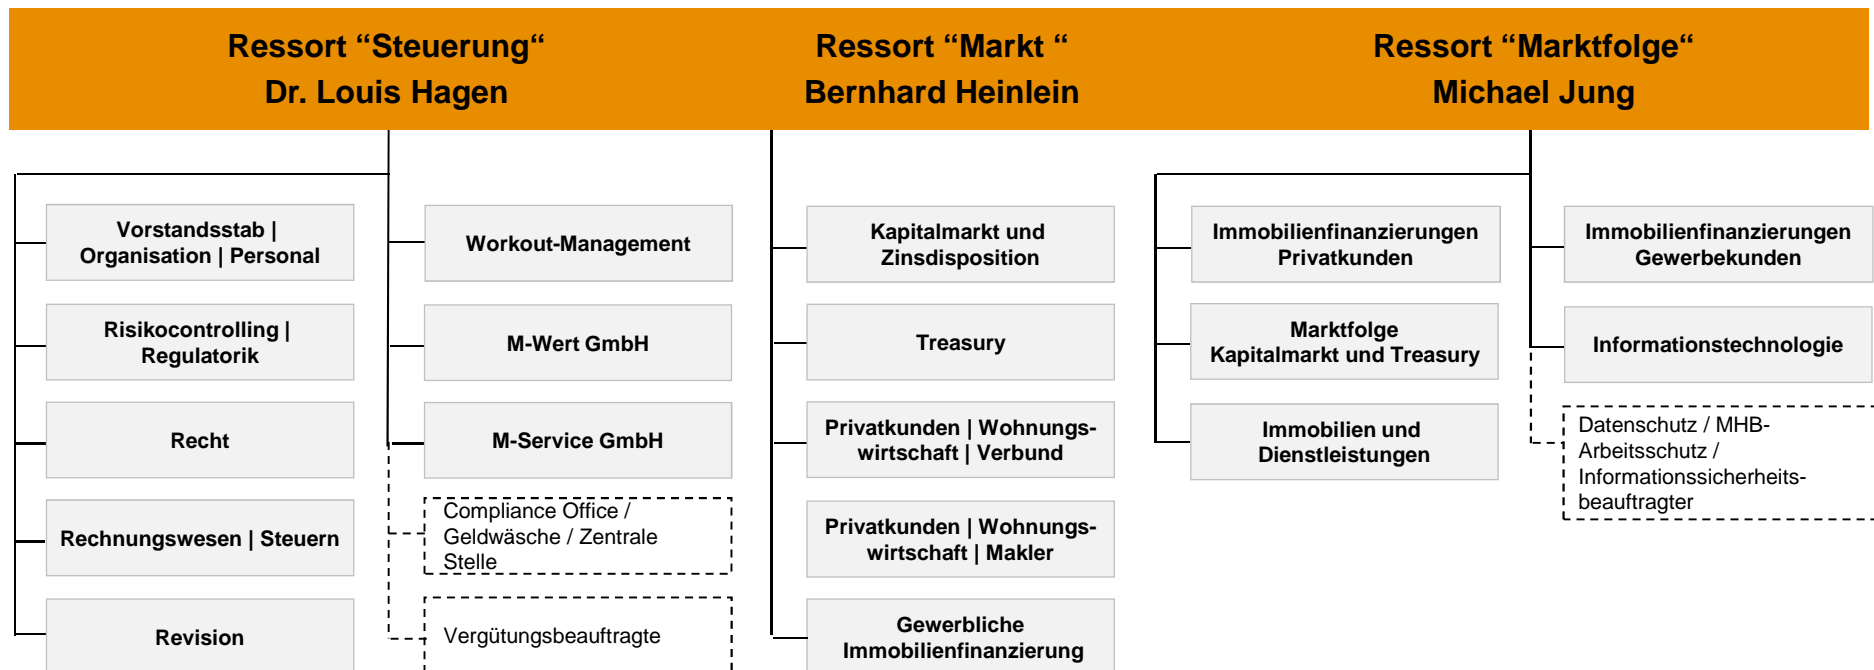 Ressort “Steuerung“
Dr. Louis Hagen
Ressort “Markt “
Bernhard Heinlein
Ressort “Marktfolge“
Michael Jung
Vorstandsstab |
Organisation | Personal
Risikocontrolling |
Regulatorik
Recht
Rechnungswesen | Steuern
Revision
Workout-Management
M-Wert GmbH
M-Service GmbH
Compliance Office /
Geldwäsche / Zentrale
Stelle
Vergütungsbeauftragte
Kapitalmarkt und
Zinsdisposition
Treasury
Privatkunden | Wohnungs-
wirtschaft | Verbund
Privatkunden | Wohnungs-
wirtschaft | Makler
Gewerbliche
Immobilienfinanzierung
Immobilienfinanzierungen
Privatkunden
Marktfolge
Kapitalmarkt und Treasury
Immobilien und
Dienstleistungen
Immobilienfinanzierungen
Gewerbekunden
Informationstechnologie
Datenschutz / MHB-
Arbeitsschutz /
Informationssicherheits-
beauftragter